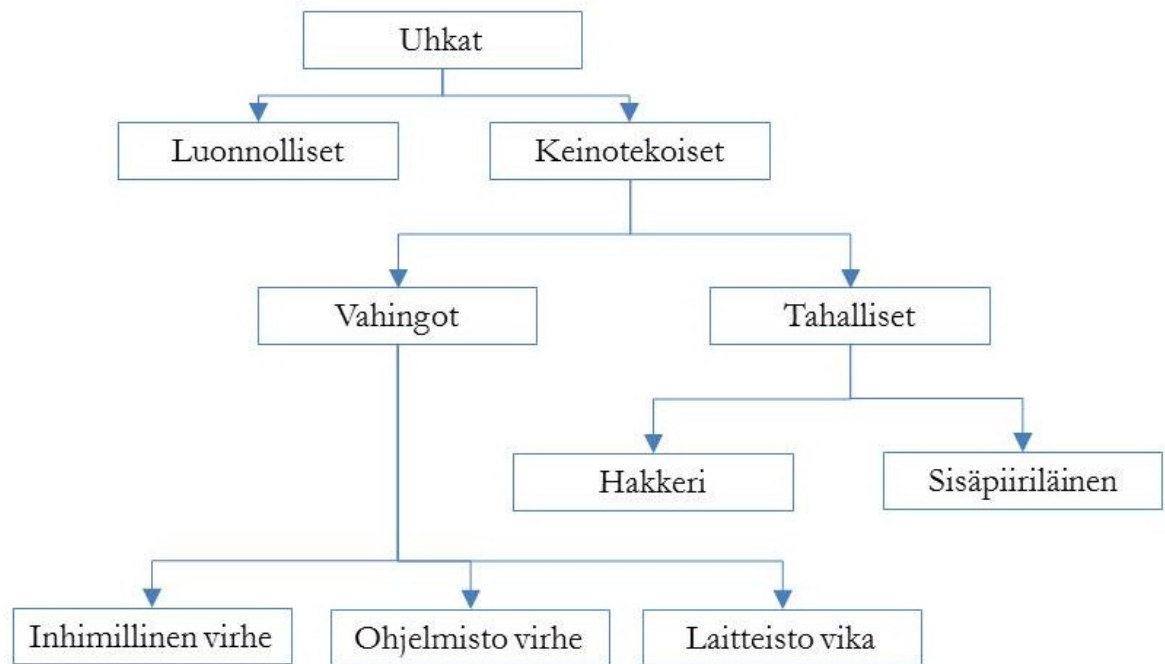 Uhkat
Luonnolliset
Keinotekoiset
Vahingot
Tahalliset
Hakkeri
Sisäpiiriläinen
Inhimillinen virhe
Ohjelmisto virhe
Laitteisto vika